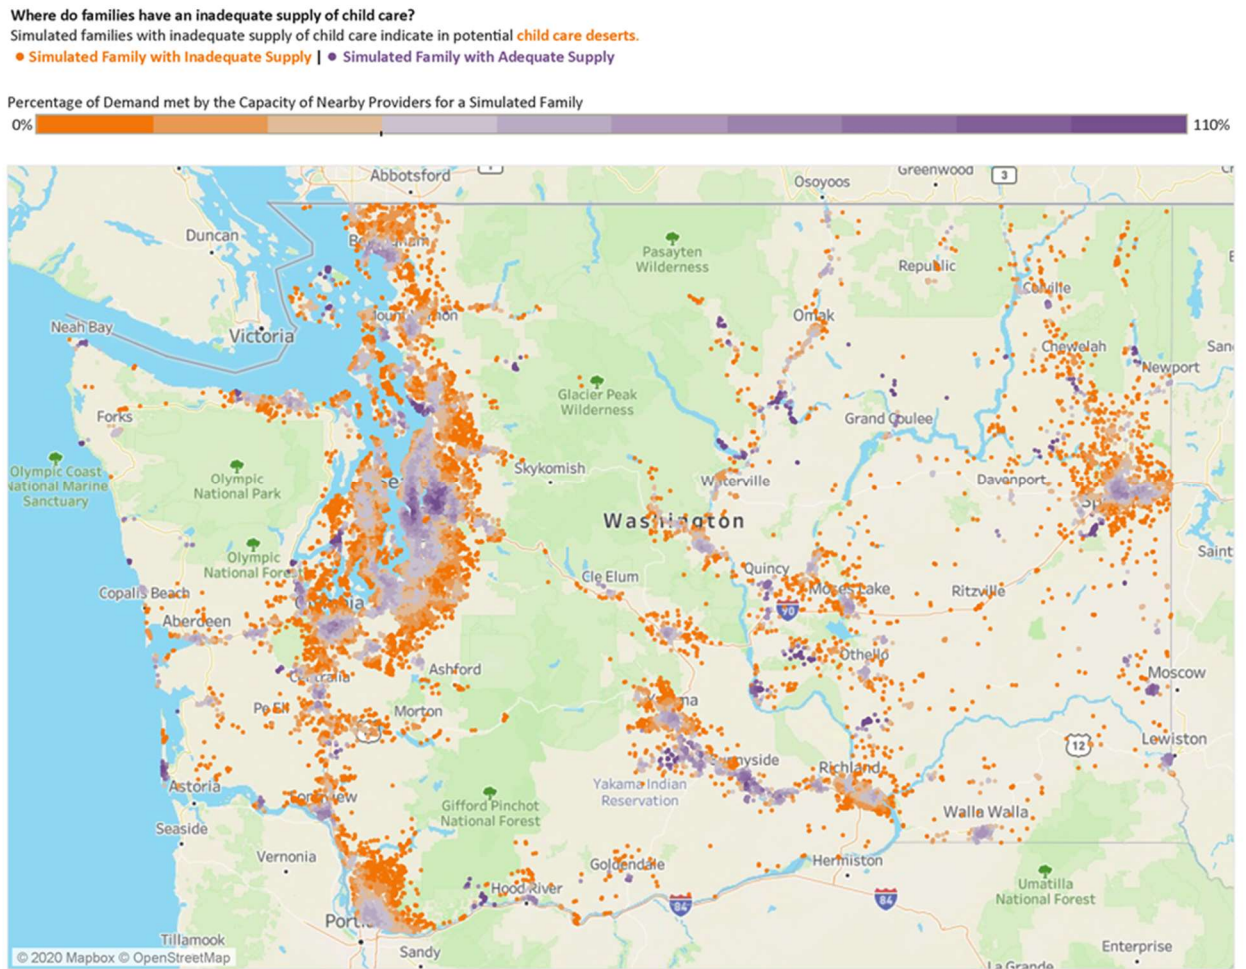 Where do families have an inadequate supply of child care?
Simulated families with inadequate supply of child care indicate in potential child care deserts.
Simulated Family with Inadequate Supply | Simulated Family with Adequate Supply
Percentage of Demand met by the Capacity of Nearby Providers for a Simulated Family
0% 110%
Abbotsford
Osoyoos
Greenwood
3
Duncan
Pasayten
Wilderness
Republic
Colville
Neah Bay
Victoria
Omak
Chewelah
Newport
Glacier Peak
Wilderness
Forks
Grand Coulee
Olympic Coast
National Marine
Sanctuary
Olympic
National Park
Skykomish
Waterville
Davenport
Washington
Olympic
National Forest
Saint
Cle Elum
Quincy
Moses Lake
Ritzville
Copalis Beach
90
Aberdeen
Othello
Ashford
Centralia
Moscow
Pe Ell
Morton
12
Lewiston
Richland
Astoria
Yakama Indian
Reservation
Longview
Gifford Pinchot
National Forest
Walla Walla
Seaside
Vernonia
Goldendale
Hermiston
Hood River
Umatilla
National Forest
84
84
Tillamook
Sandy
Enterprise
La Grande
© 2020 Mapbox © OpenStreetMap